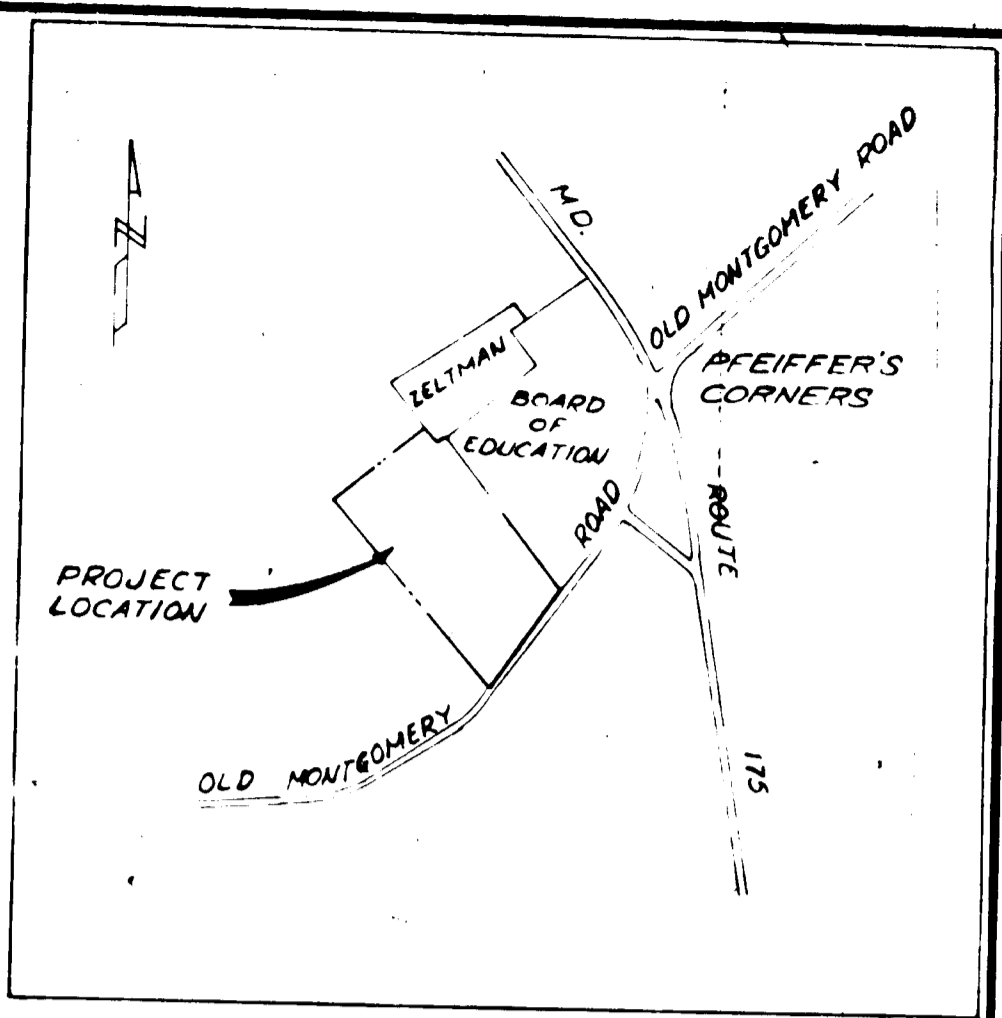 N
MD.
OLD MONTGOMERY ROAD
PFEIFFER'S
CORNERS
ZELTMAN
BOARD
OF
EDUCATION
ROAD
ROUTE
PROJECT
LOCATION
OLD MONTGOMERY
175